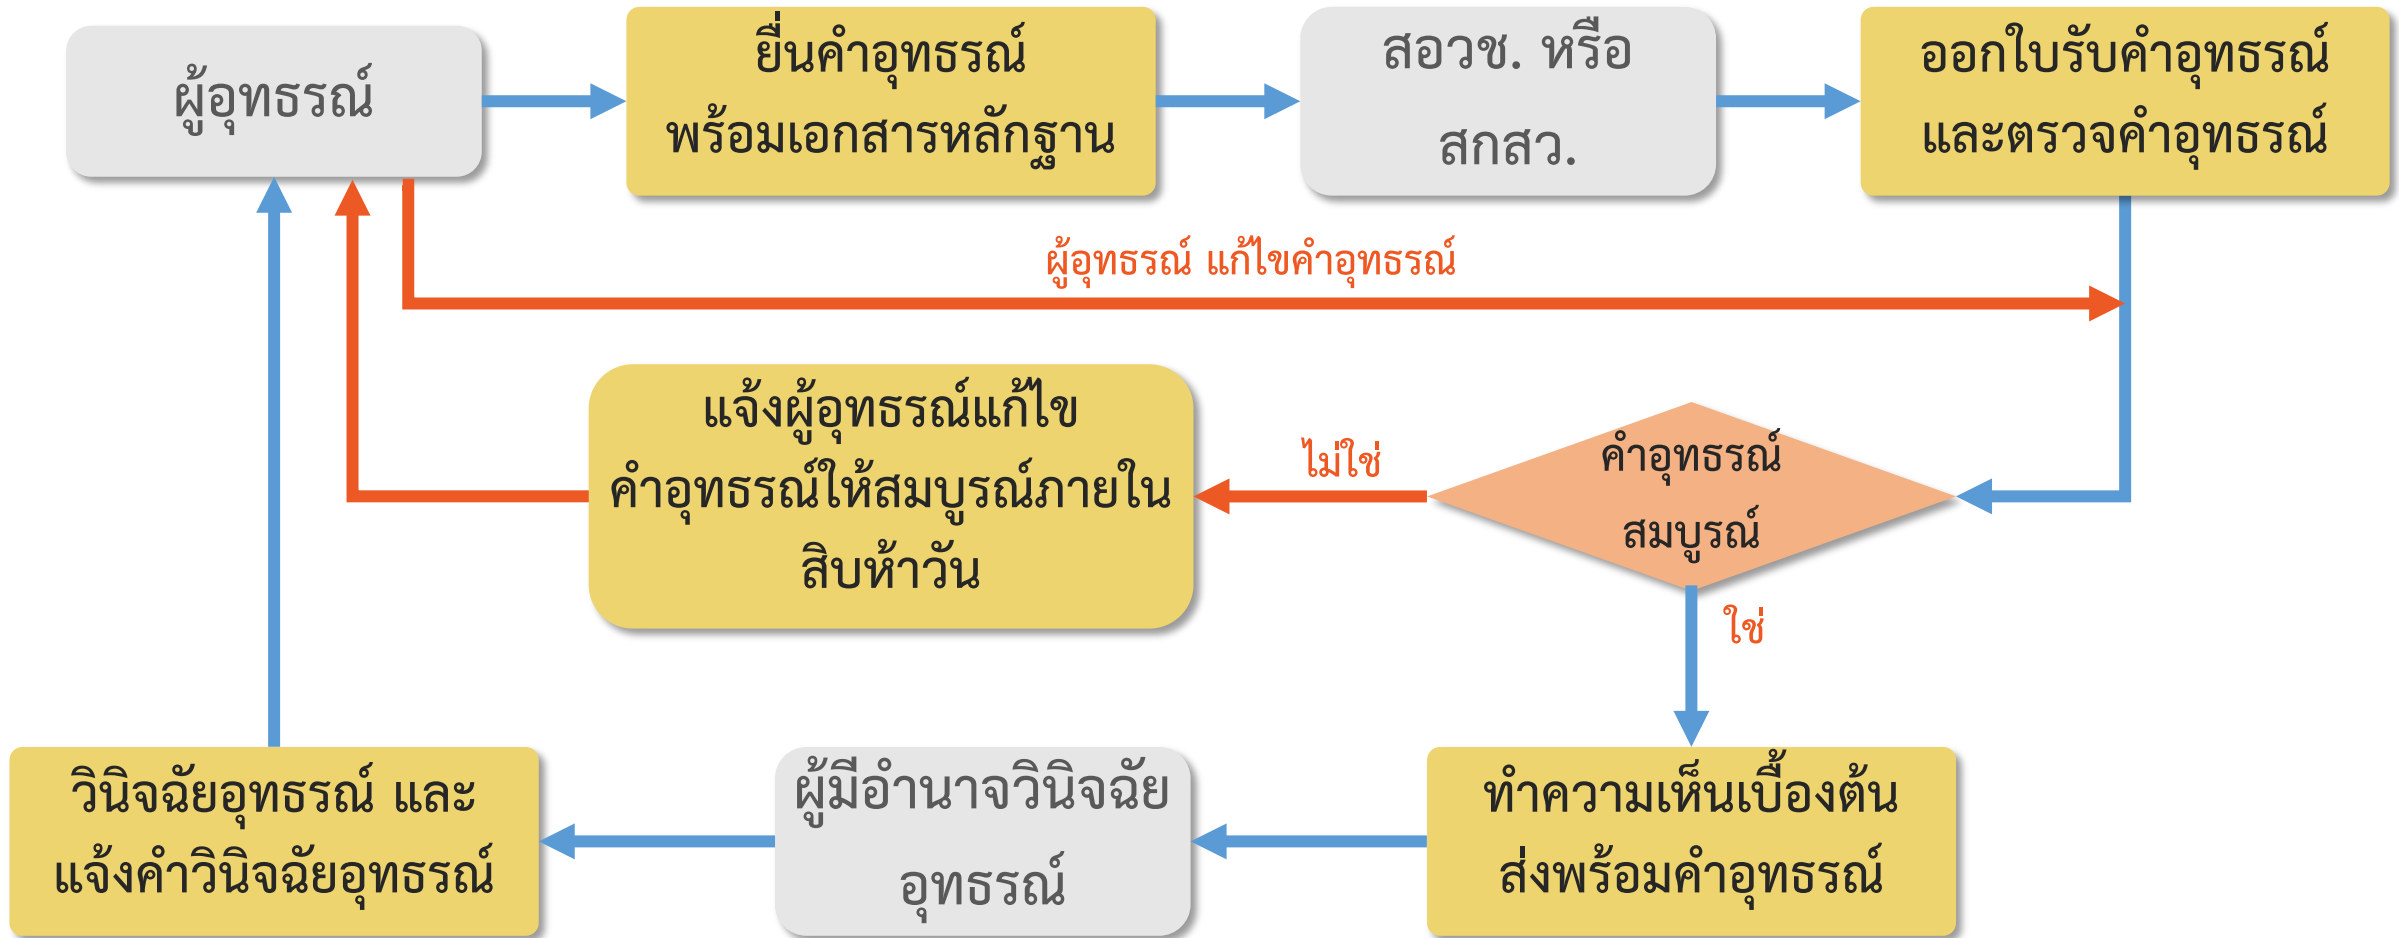 ผู้อุทธรณ์
ยื่นคำอุทธรณ์
พร้อมเอกสารหลักฐาน
สอวช. หรือ
สกสว.
ออกใบรับคำอุทธรณ์
และตรวจคำอุทธรณ์
ผู้อุทธรณ์ แก้ไขคำอุทธรณ์
แจ้งผู้อุทธรณ์แก้ไข
คำอุทธรณ์ให้สมบูรณ์ภายใน
สิบห้าวัน
ไม่ใช่
คำอุทธรณ์
สมบูรณ์
ใช่
วินิจฉัยอุทธรณ์ และ
แจ้งคำวินิจฉัยอุทธรณ์
ผู้มีอำนาจวินิจฉัย
อุทธรณ์
ทำความเห็นเบื้องต้น
ส่งพร้อมคำอุทธรณ์